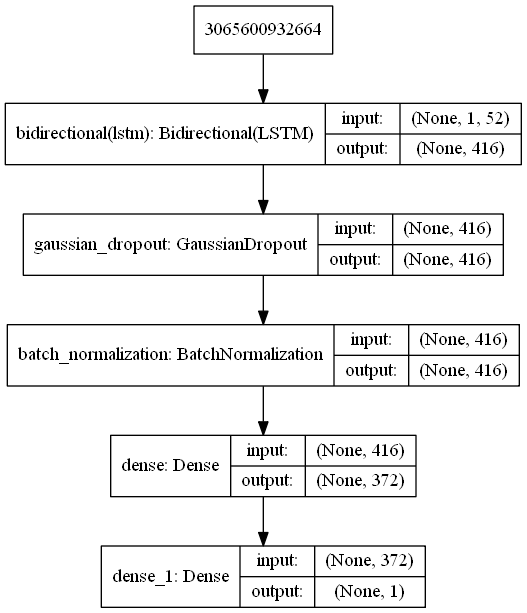 3065600932664
bidirectional(lstm): Bidirectional(LSTM)
input: (None, 1, 52)
output: (None, 416)
gaussian_dropout: GaussianDropout
input: (None, 416)
output: (None, 416)
batch_normalization: BatchNormalization
input: (None, 416)
output: (None, 416)
dense: Dense
input: (None, 416)
output: (None, 372)
dense_1: Dense
input: (None, 372)
output: (None, 1)